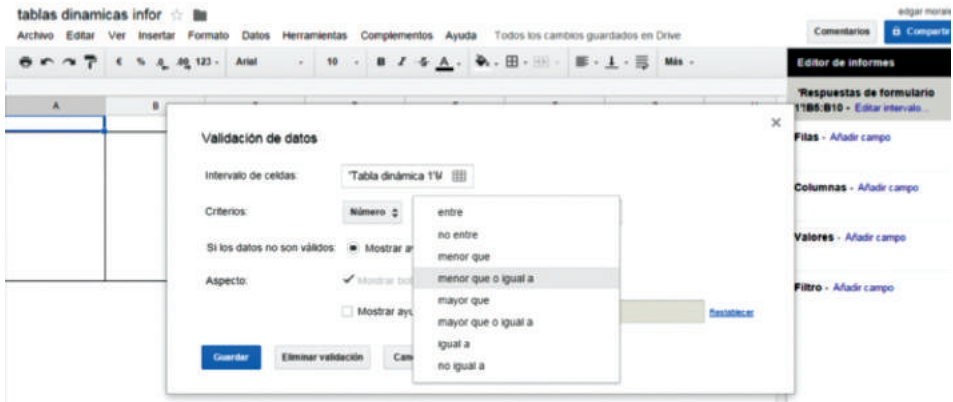 tablas dinamicas infor
edgar morale
Archivo Editar Ver Insertar Formato Datos Herramientas Complementos Ayuda Todos los cambios guardados en Drive
Comentarios Compartir
€ % .0 .00 123 Arial 10 B I S A Más
Editor de informes
'Respuestas de formulario
1'!B5:B10 - Editar intervalo...
A B
Validación de datos
Filas - Añadir campo
Intervalo de celdas: 'Tabla dinámica 1'!A
Columnas - Añadir campo
Criterios: Número
entre
no entre
menor que
menor que o igual a
mayor que
mayor que o igual a
igual a
no igual a
Si los datos no son válidos: Mostrar
Valores - Añadir campo
Aspecto: Mostrar
Filtro - Añadir campo
Mostrar ayu
Restablecer
Guardar Eliminar validación Can